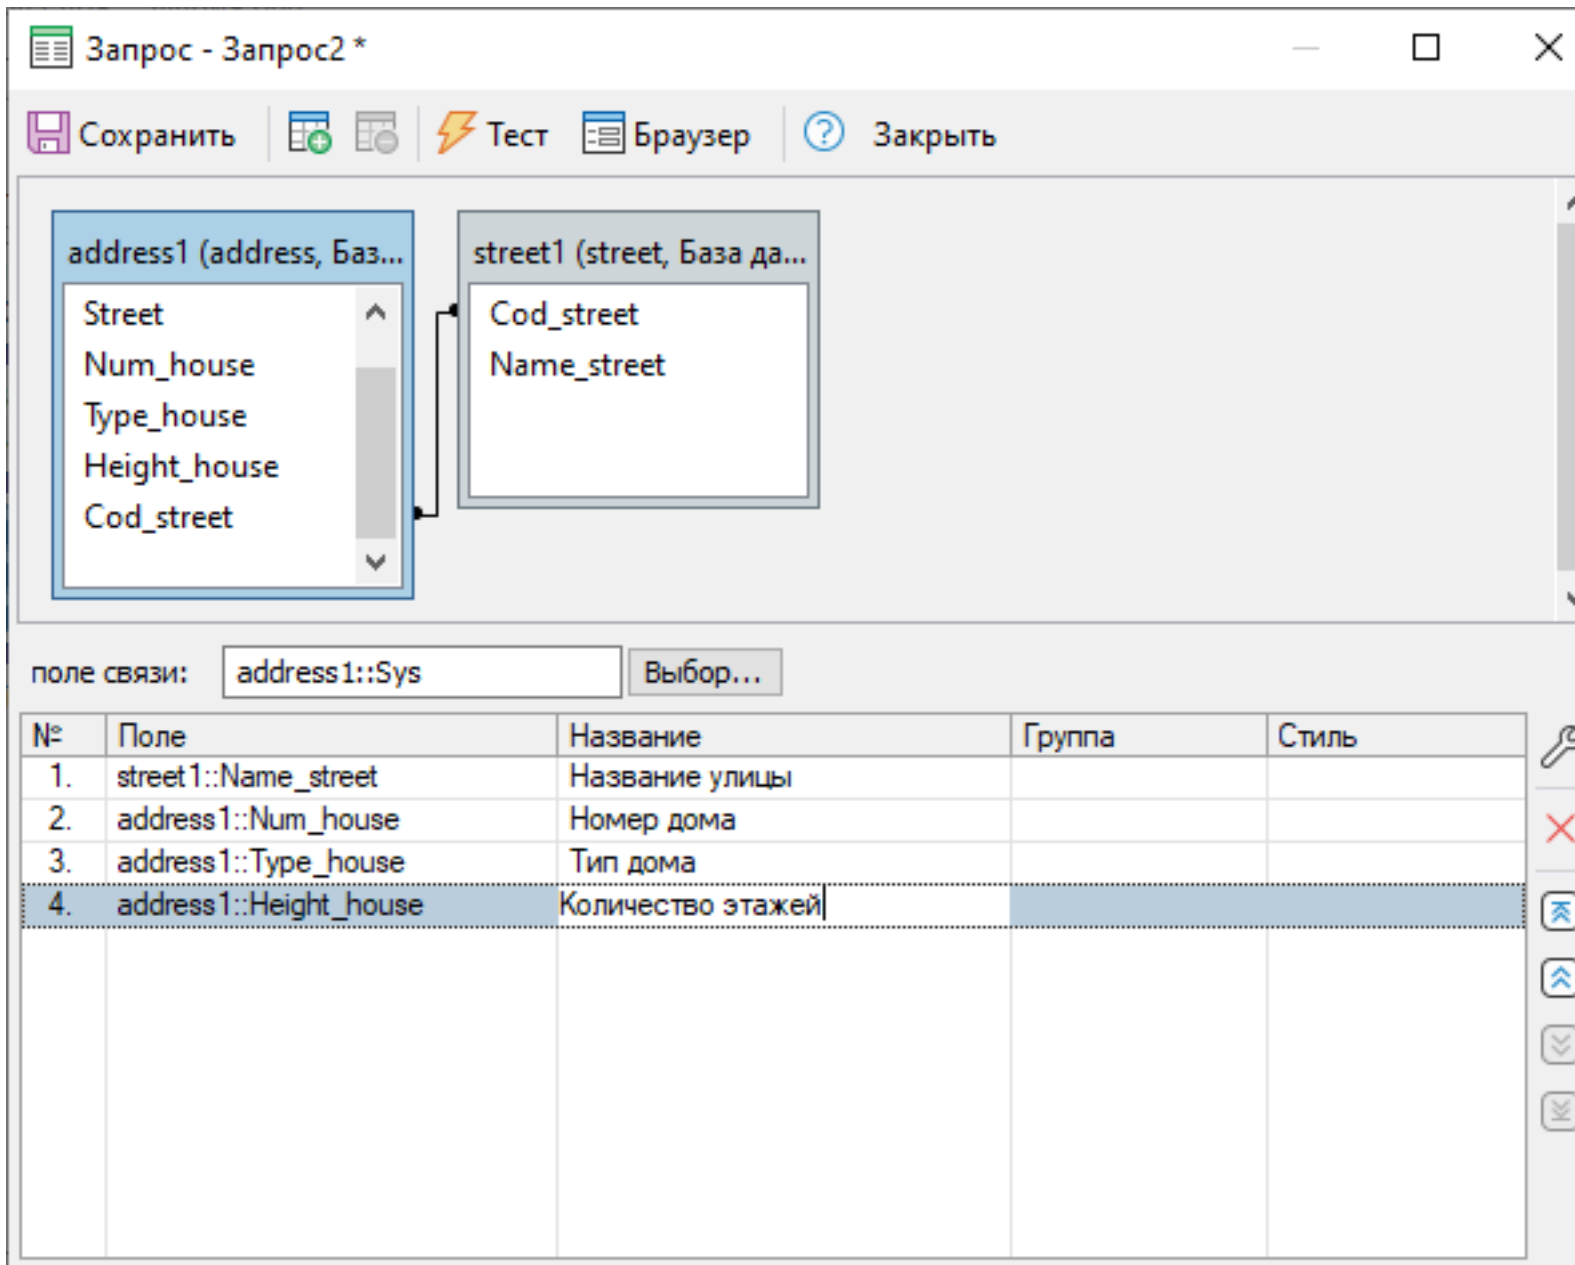 Запрос - Запрос2 *
Сохранить Тест Браузер ? Закрыть
address1 (address, Баз...
Street
Num_house
Type_house
Height_house
Cod_street
street1 (street, База да...
Cod_street
Name_street
поле связи: address1::Sys Выбор...
№ Поле Название Группа Стиль
1. street1::Name_street Название улицы
2. address1::Num_house Номер дома
3. address1::Type_house Тип дома
4. address1::Height_house Количество этажей